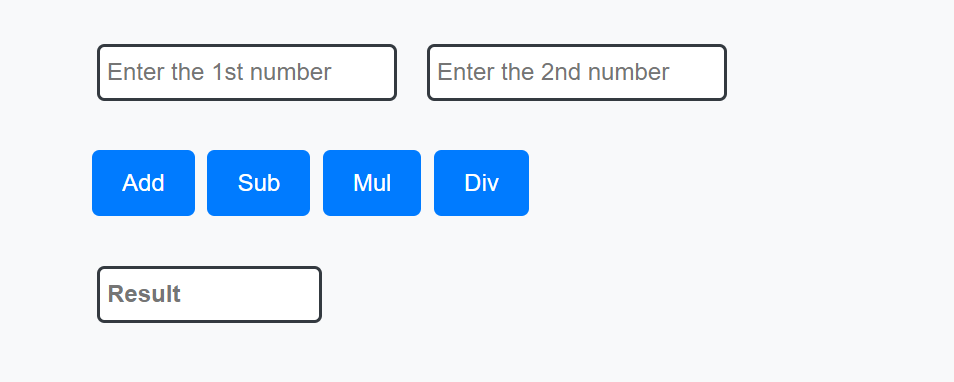 Enter the 1st number Enter the 2nd number
Add Sub Mul Div
Result